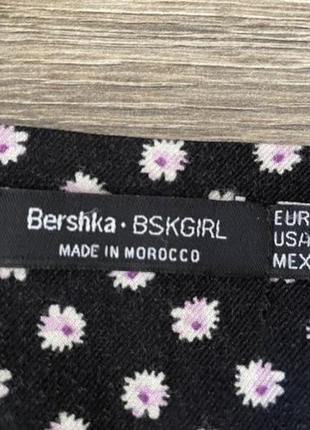 Bershka · BSKGIRL
MADE IN MOROCCO
EUR
USA
MEX